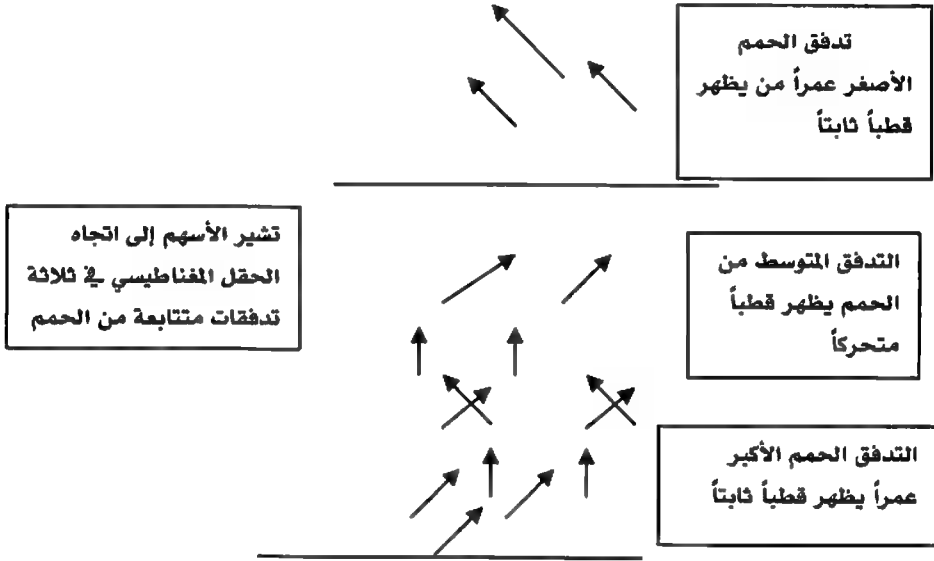 تدفق الحمم
الأصغر عمراً من يظهر
قطباً ثابتاً
تشير الأسهم إلى اتجاه
الحقل المغناطيسي في ثلاثة
تدفقات متتابعة من الحمم
التدفق المتوسط من
الحمم يظهر قطباً
متحركاً
التدفق الحمم الأكبر
عمراً يظهر قطباً ثابتاً